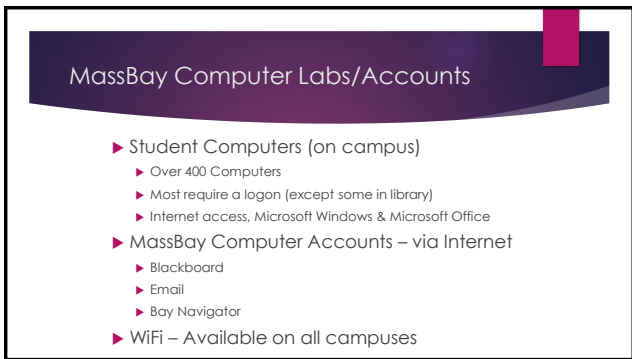 MassBay Computer Labs/Accounts
Student Computers (on campus)
Over 400 Computers
Most require a logon (except some in library)
Internet access, Microsoft Windows & Microsoft Office
MassBay Computer Accounts – via Internet
Blackboard
Email
Bay Navigator
WiFi – Available on all campuses